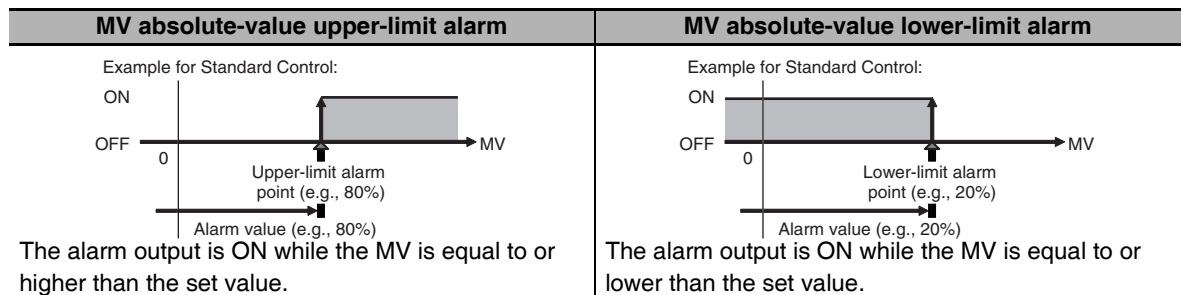 MV absolute-value upper-limit alarm
Example for Standard Control:
ON
OFF
0
MV
Upper-limit alarm
point (e.g., 80%)
Alarm value (e.g., 80%)
The alarm output is ON while the MV is equal to or
higher than the set value.
MV absolute-value lower-limit alarm
Example for Standard Control:
ON
OFF
0
MV
Lower-limit alarm
point (e.g., 20%)
Alarm value (e.g., 20%)
The alarm output is ON while the MV is equal to or
lower than the set value.